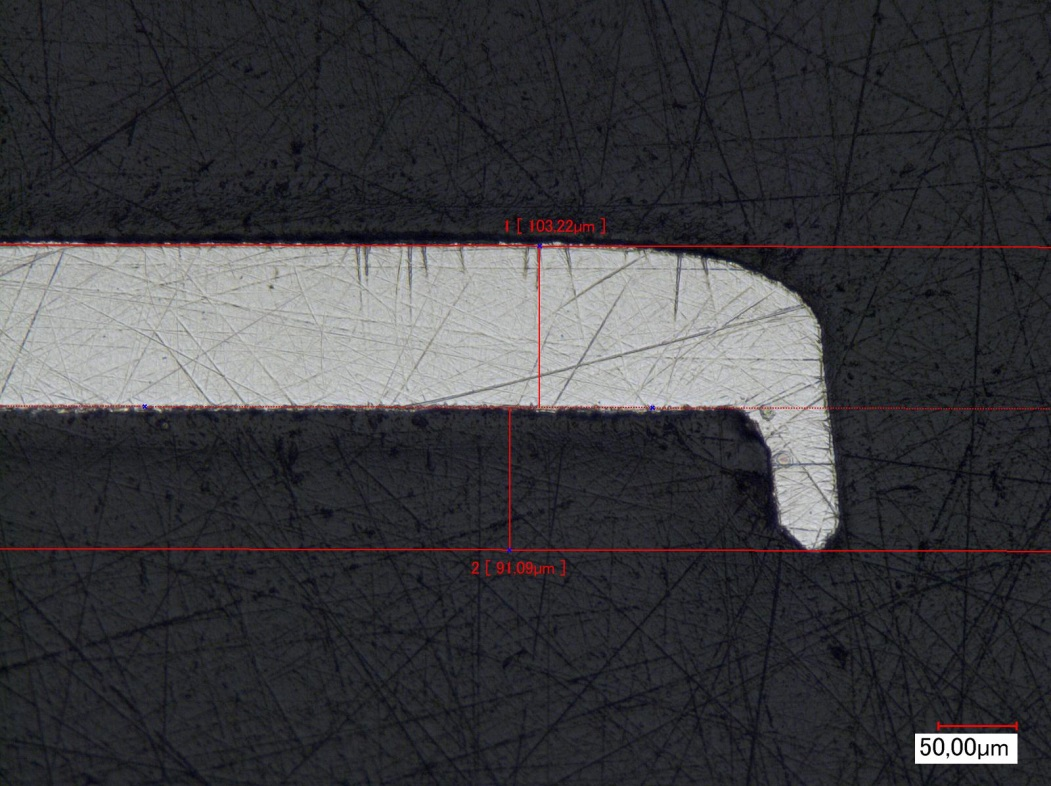 1 [ 103.22µm ]
2 [ 91.09µm ]
50,00µm